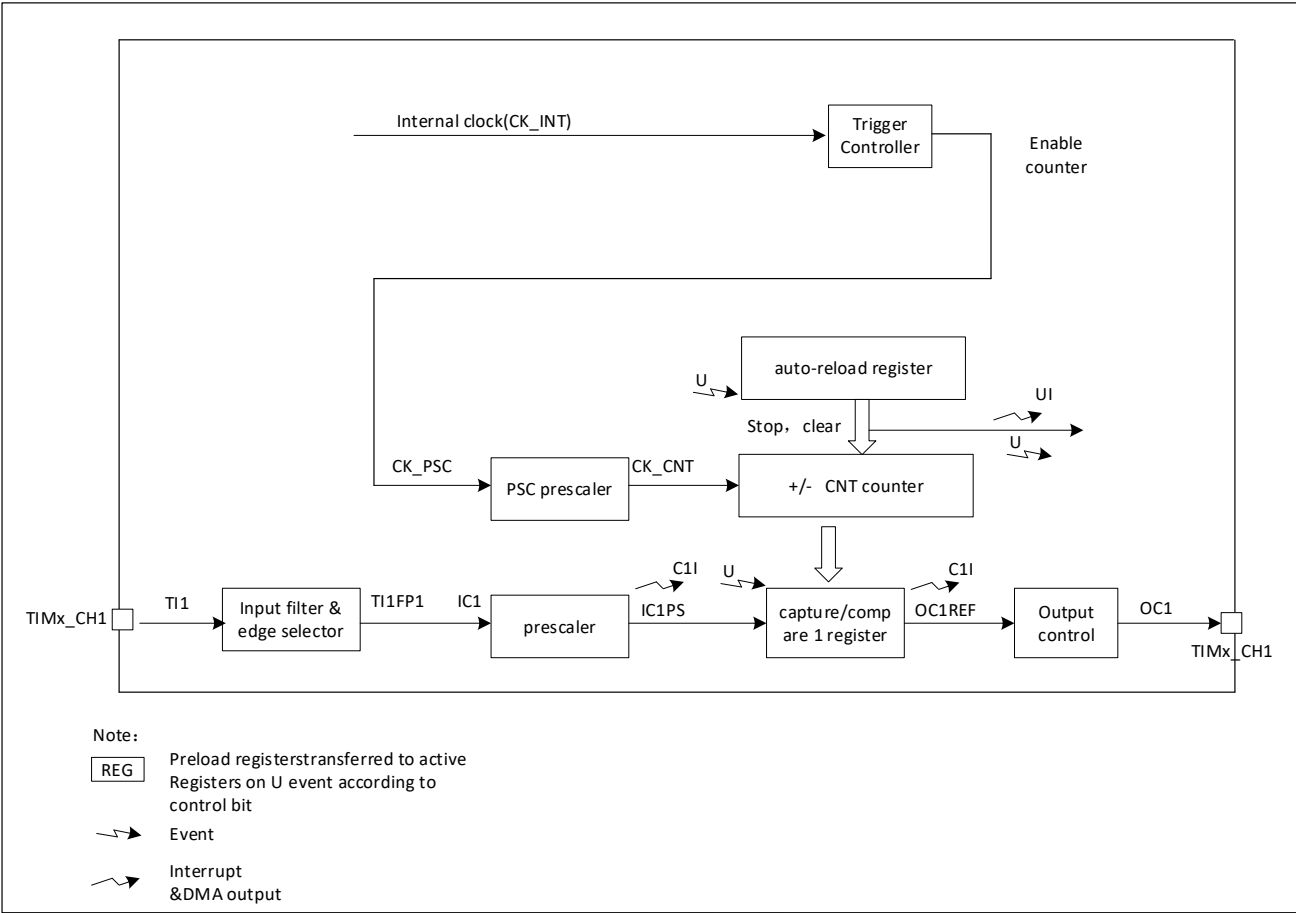 Internal clock(CK_INT)
Trigger
Controller
Enable
counter
auto-reload register
U
UI
Stop，clear
U
CK_PSC
CK_CNT
PSC prescaler
+/- CNT counter
C1I
U
C1I
TIMx_CH1
TI1
Input filter &
edge selector
TI1FP1
IC1
prescaler
IC1PS
capture/comp
are 1 register
OC1REF
Output
control
OC1
TIMx_CH1
Note：
REG
Preload registerstransferred to active
Registers on U event according to
control bit
Event
Interrupt
&DMA output